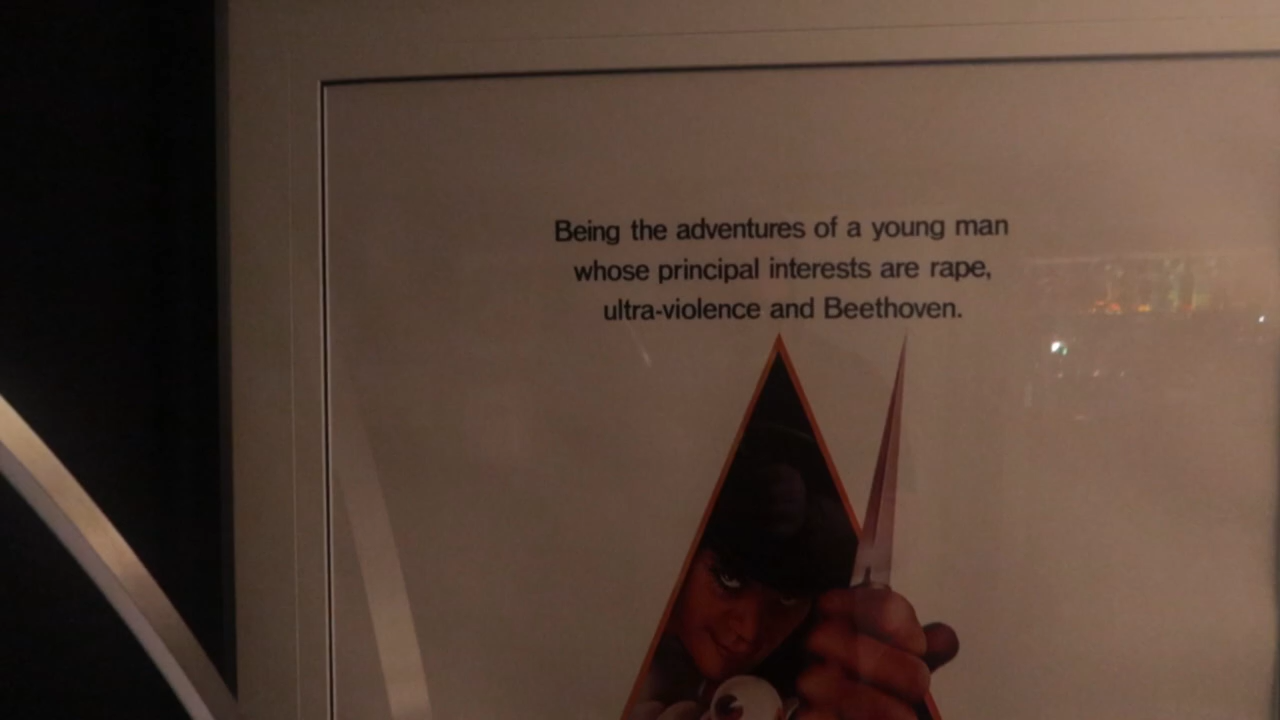 Being the adventures of a young man
whose principal interests are rape,
ultra-violence and Beethoven.